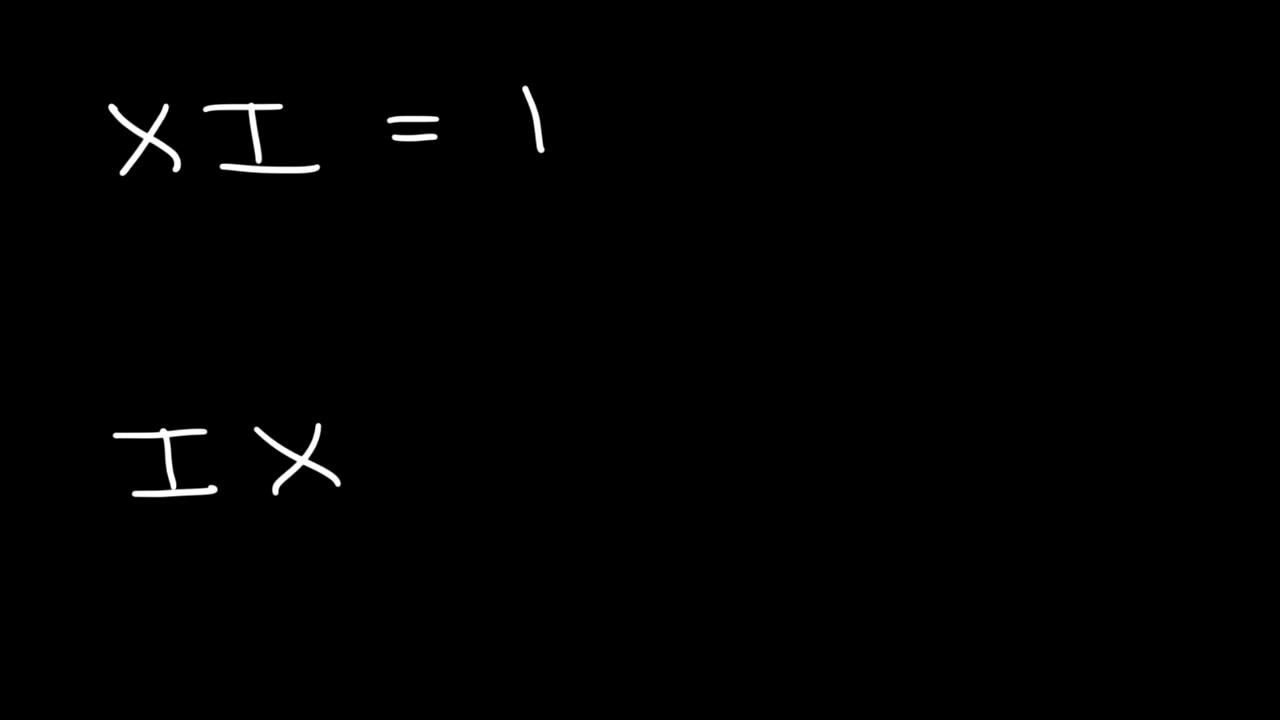 XI = 1
IX